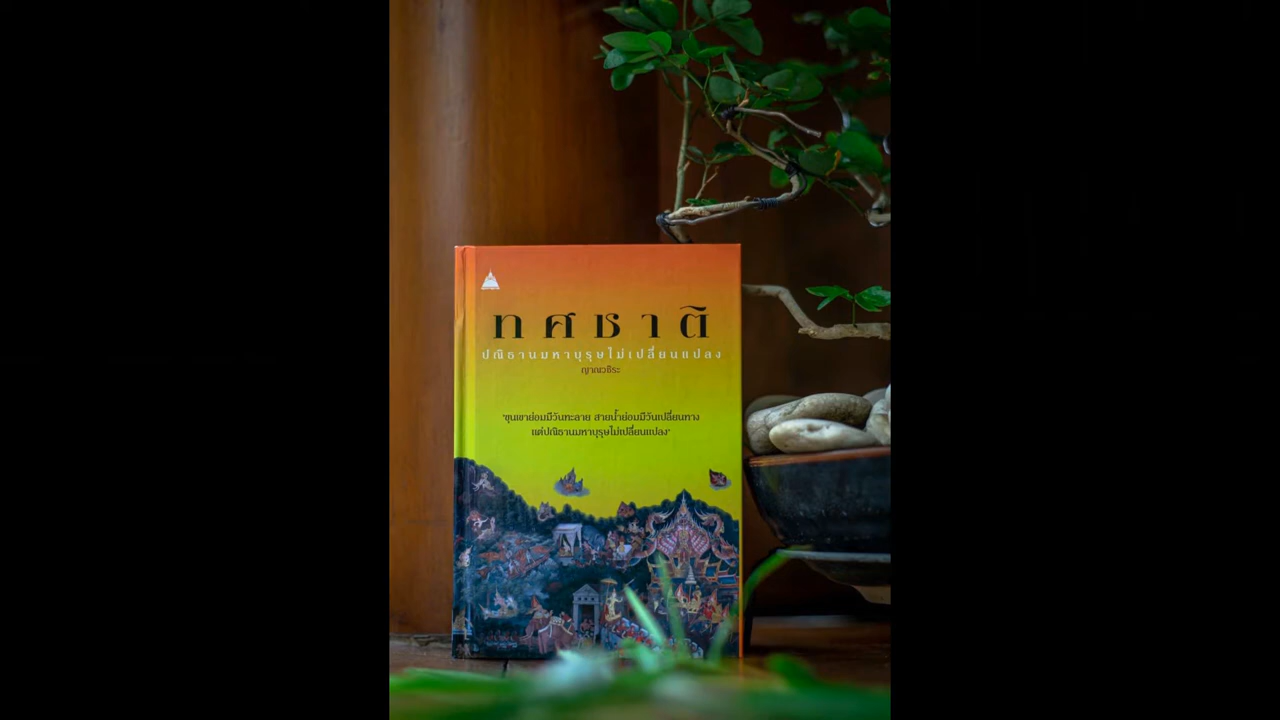 ทศชาติ
ปณิธานมหาบุรุษไม่เปลี่ยนแปลง
ญาณวชิระ
"ขุนเขาย่อมมีวันทะลาย สายน้ำย่อมมีวันเปลี่ยนทาง
แต่ปณิธานมหาบุรุษไม่เปลี่ยนแปลง"